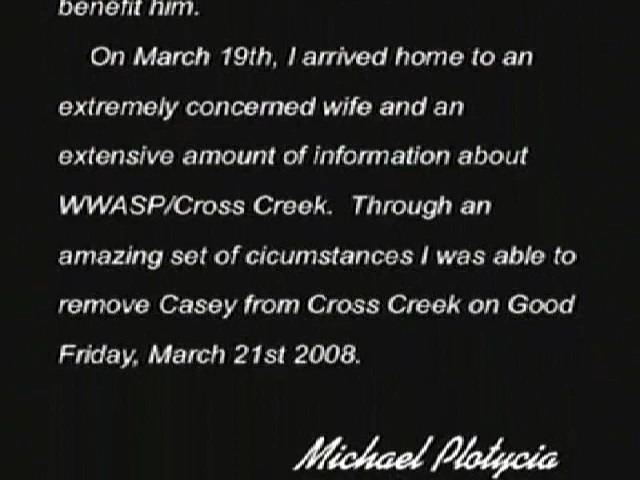 benefit him.
On March 19th, I arrived home to an
extremely concerned wife and an
extensive amount of information about
WWASP/Cross Creek. Through an
amazing set of cicumstances I was able to
remove Casey from Cross Creek on Good
Friday, March 21st 2008.
Michael Plotycia